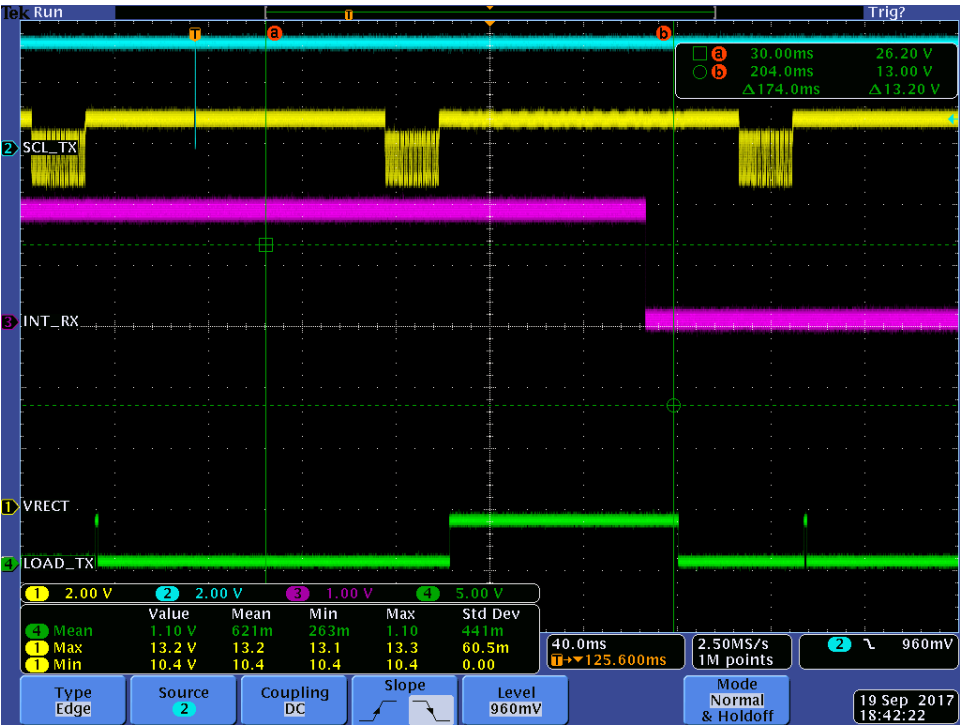 Tek Run Trig?
T
T a b
a 30.00ms 26.20 V
b 204.0ms 13.00 V
Δ174.0ms Δ13.20 V
2 SCL_TX
3 INT_RX
1 VRECT
4 LOAD_TX
1 2.00 V 2 2.00 V 3 1.00 V 4 5.00 V
Value Mean Min Max Std Dev
4 Mean 1.10 V 621m 263m 1.10 441m
1 Max 13.2 V 13.2 13.1 13.3 60.5m
1 Min 10.4 V 10.4 10.4 10.4 0.00
40.0ms
T→▼125.600ms
2.50MS/s
1M points
2 960mV
Type
Edge
Source
2
Coupling
DC
Slope
Level
960mV
Mode
Normal
& Holdoff
19 Sep 2017
18:42:22